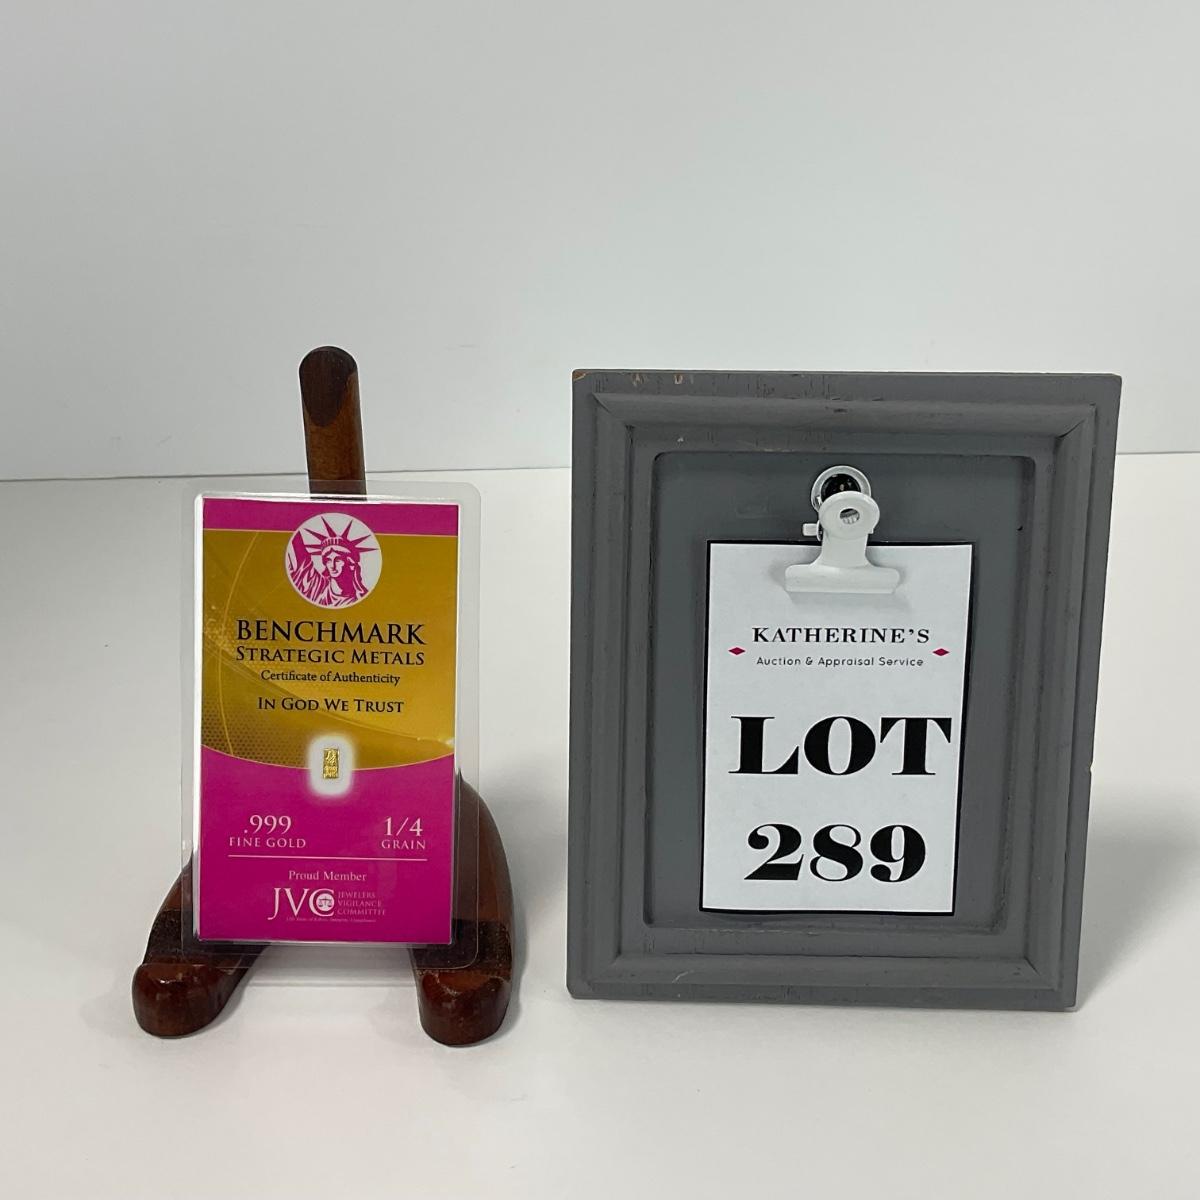 BENCHMARK
STRATEGIC METALS
Certificate of Authenticity
IN GOD WE TRUST
.999
FINE GOLD
1/4
GRAIN
Proud Member
JVC
JEWELERS
VIGILANCE
COMMITTEE
KATHERINE'S
Auction & Appraisal Service
LOT
289